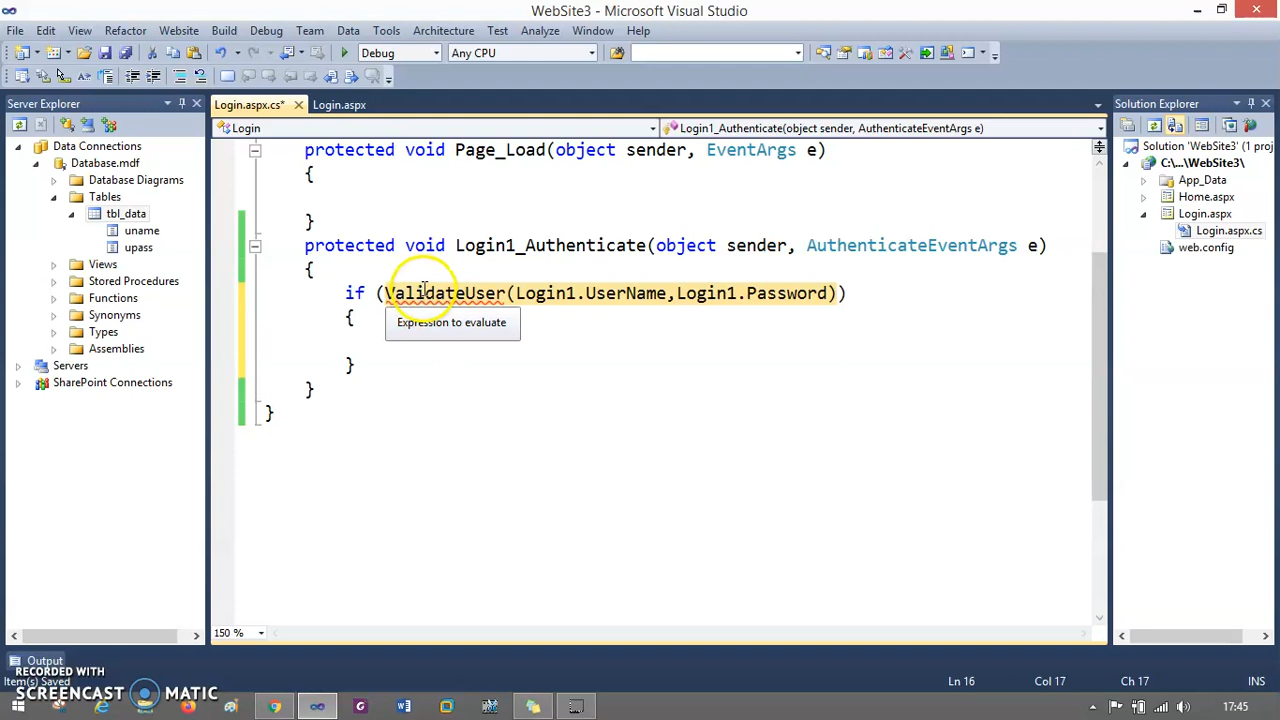 WebSite3 - Microsoft Visual Studio
File Edit View Refactor Website Build Debug Team Data Tools Architecture Test Analyze Window Help
Debug Any CPU
Server Explorer
Data Connections
Database.mdf
Database Diagrams
Tables
tbl_data
uname
upass
Views
Stored Procedures
Functions
Synonyms
Types
Assemblies
Servers
SharePoint Connections
Login.aspx.cs* Login.aspx
Login Login1_Authenticate(object sender, AuthenticateEventArgs e)
protected void Page_Load(object sender, EventArgs e)
{
}
protected void Login1_Authenticate(object sender, AuthenticateEventArgs e)
{
if (ValidateUser(Login1.UserName,Login1.Password))
{
Expression to evaluate
}
}
}
150 %
Solution Explorer
Solution 'WebSite3' (1 proj
C:\...\WebSite3\
App_Data
Home.aspx
Login.aspx
Login.aspx.cs
web.config
Output
Item(s) Saved
Ln 16 Col 17 Ch 17 INS
RECORDED WITH
SCREENCAST MATIC
17:45